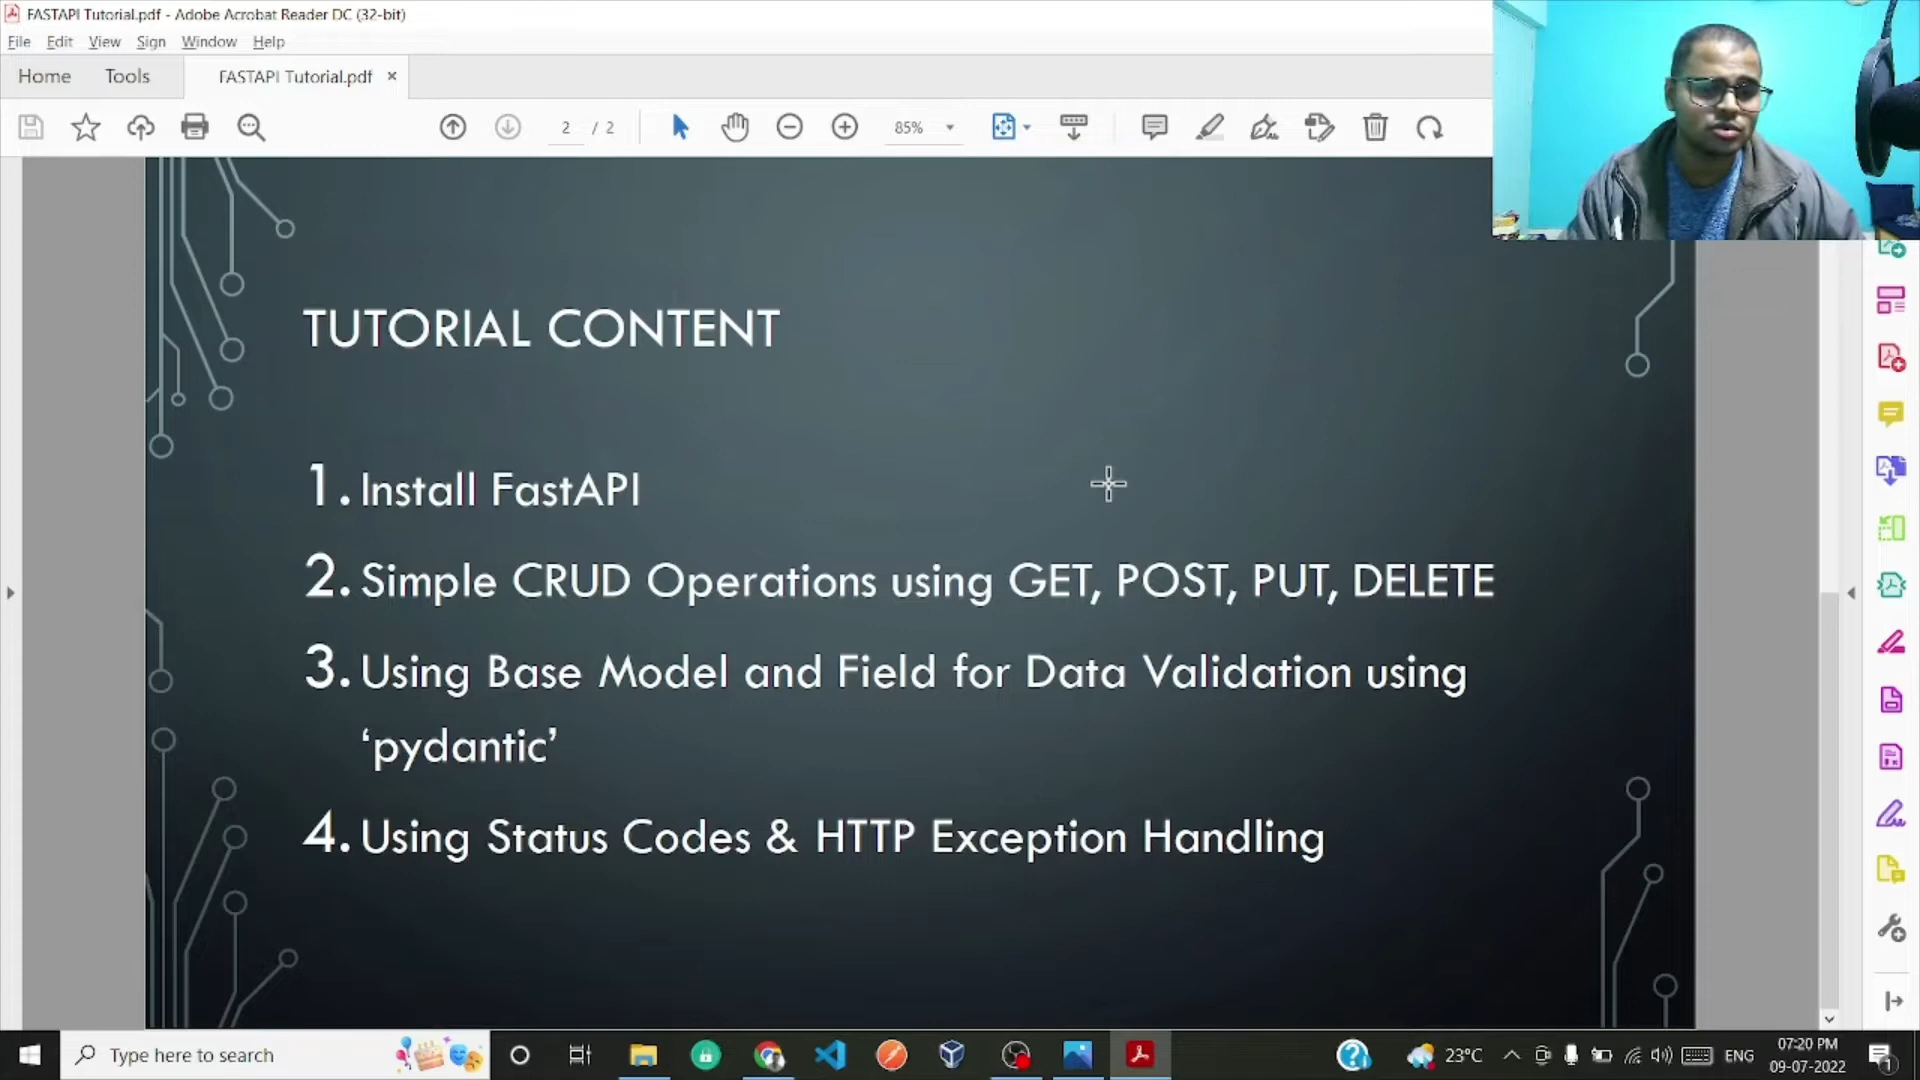 FASTAPI Tutorial.pdf - Adobe Acrobat Reader DC (32-bit)
File Edit View Sign Window Help
Home Tools FASTAPI Tutorial.pdf ×
2 / 2 85%
TUTORIAL CONTENT
1. Install FastAPI
2. Simple CRUD Operations using GET, POST, PUT, DELETE
3. Using Base Model and Field for Data Validation using
‘pydantic’
4. Using Status Codes & HTTP Exception Handling
Type here to search
23°C
ENG
07:20 PM
09-07-2022
1